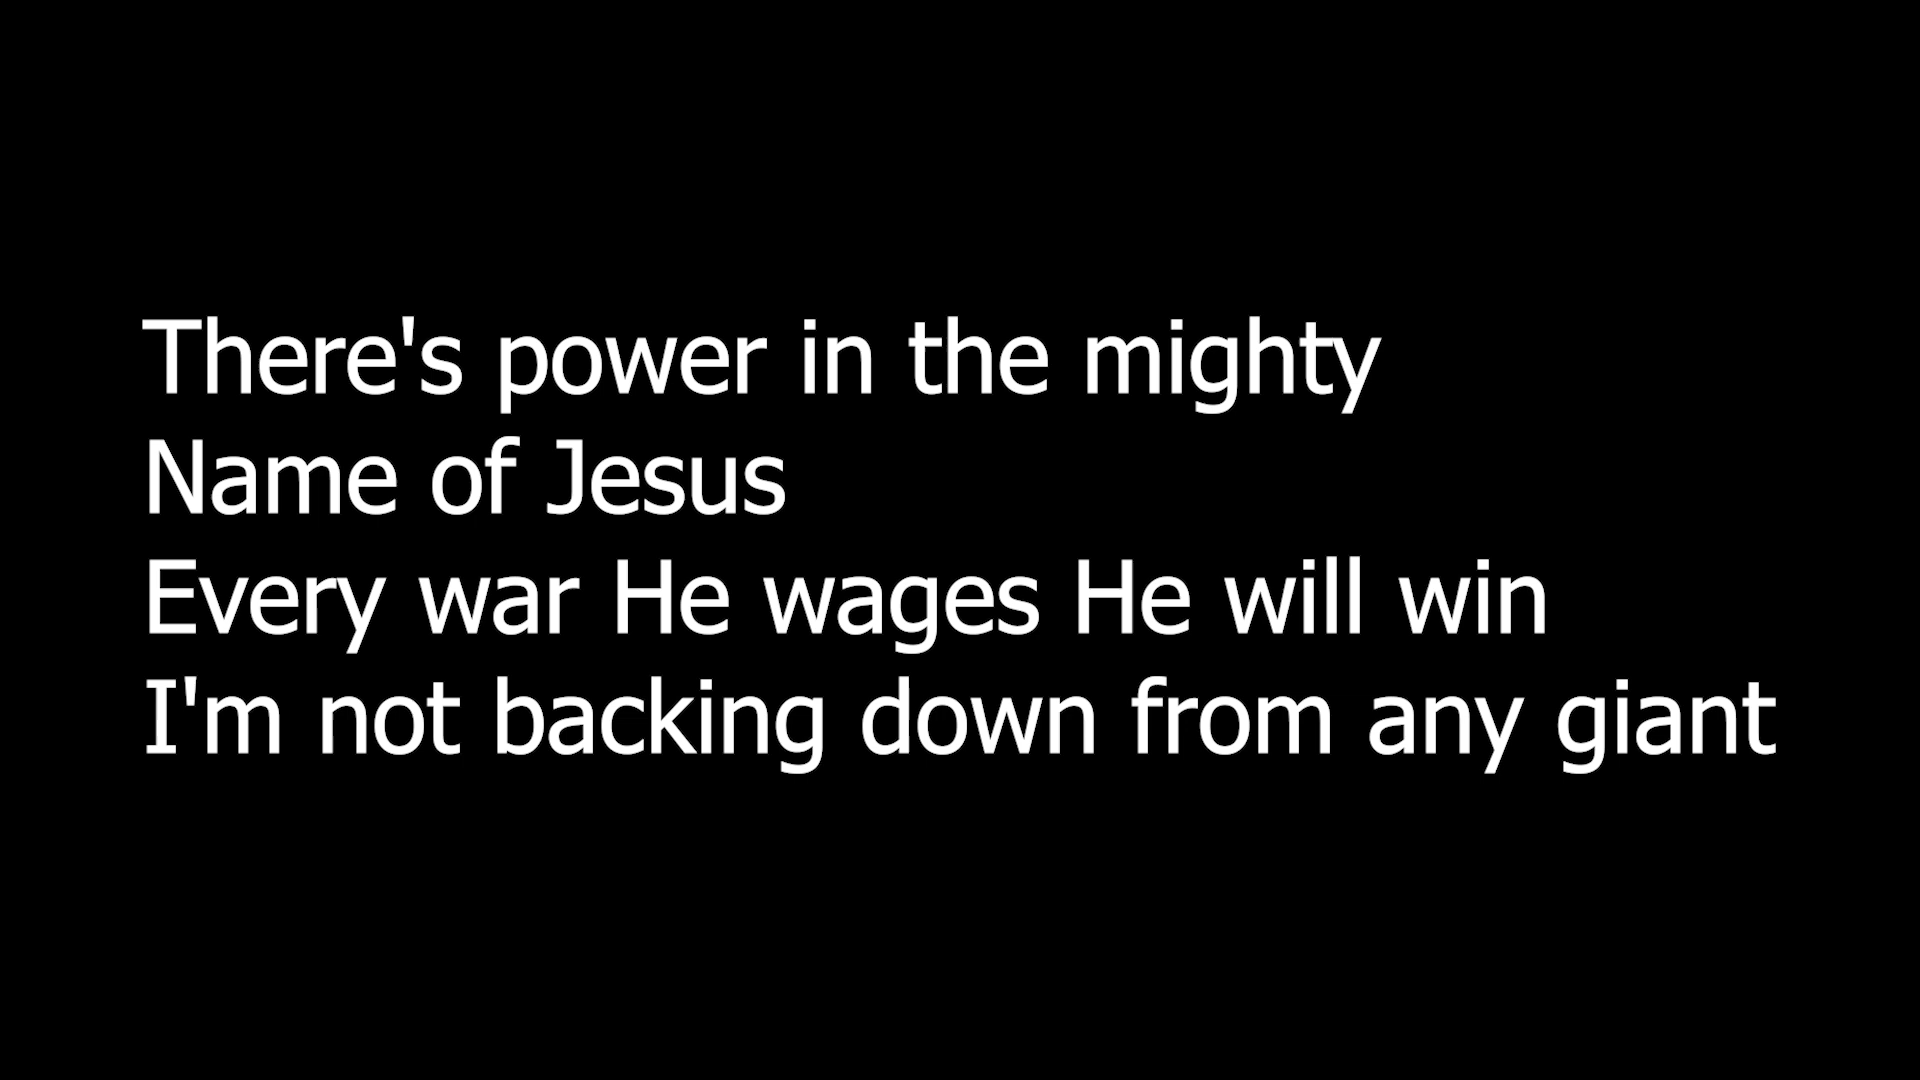 There's power in the mighty
Name of Jesus
Every war He wages He will win
I'm not backing down from any giant